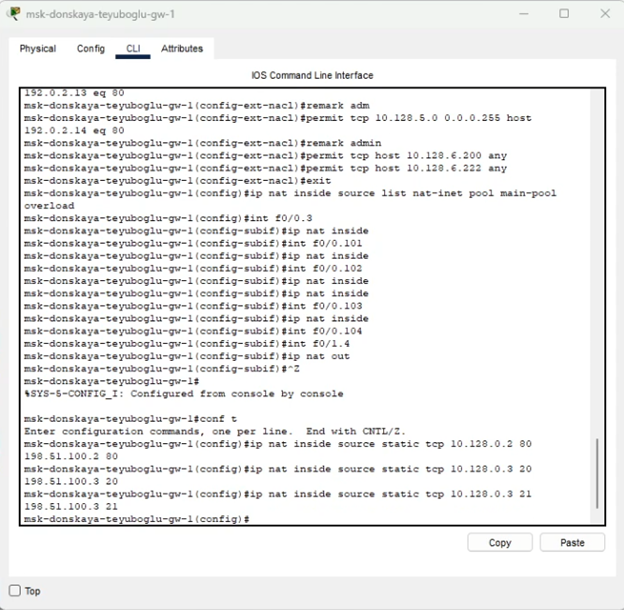 msk-donskaya-teyuboglu-gw-1
Physical Config CLI Attributes
IOS Command Line Interface
192.0.2.13 eq 80
msk-donskaya-teyuboglu-gw-1(config-ext-nacl)#remark adm
msk-donskaya-teyuboglu-gw-1(config-ext-nacl)#permit tcp 10.128.5.0 0.0.0.255 host
192.0.2.14 eq 80
msk-donskaya-teyuboglu-gw-1(config-ext-nacl)#remark admin
msk-donskaya-teyuboglu-gw-1(config-ext-nacl)#permit tcp host 10.128.6.200 any
msk-donskaya-teyuboglu-gw-1(config-ext-nacl)#permit tcp host 10.128.6.222 any
msk-donskaya-teyuboglu-gw-1(config-ext-nacl)#exit
msk-donskaya-teyuboglu-gw-1(config)#ip nat inside source list nat-inet pool main-pool
overload
msk-donskaya-teyuboglu-gw-1(config)#int f0/0.3
msk-donskaya-teyuboglu-gw-1(config-subif)#ip nat inside
msk-donskaya-teyuboglu-gw-1(config-subif)#int f0/0.101
msk-donskaya-teyuboglu-gw-1(config-subif)#ip nat inside
msk-donskaya-teyuboglu-gw-1(config-subif)#int f0/0.102
msk-donskaya-teyuboglu-gw-1(config-subif)#ip nat inside
msk-donskaya-teyuboglu-gw-1(config-subif)#ip nat inside
msk-donskaya-teyuboglu-gw-1(config-subif)#int f0/0.103
msk-donskaya-teyuboglu-gw-1(config-subif)#ip nat inside
msk-donskaya-teyuboglu-gw-1(config-subif)#int f0/0.104
msk-donskaya-teyuboglu-gw-1(config-subif)#int f0/1.4
msk-donskaya-teyuboglu-gw-1(config-subif)#ip nat out
msk-donskaya-teyuboglu-gw-1(config-subif)#^Z
msk-donskaya-teyuboglu-gw-1#
%SYS-5-CONFIG_I: Configured from console by console
msk-donskaya-teyuboglu-gw-1#conf t
Enter configuration commands, one per line. End with CNTL/Z.
msk-donskaya-teyuboglu-gw-1(config)#ip nat inside source static tcp 10.128.0.2 80
198.51.100.2 80
msk-donskaya-teyuboglu-gw-1(config)#ip nat inside source static tcp 10.128.0.3 20
198.51.100.3 20
msk-donskaya-teyuboglu-gw-1(config)#ip nat inside source static tcp 10.128.0.3 21
198.51.100.3 21
msk-donskaya-teyuboglu-gw-1(config)#
Copy Paste
Top